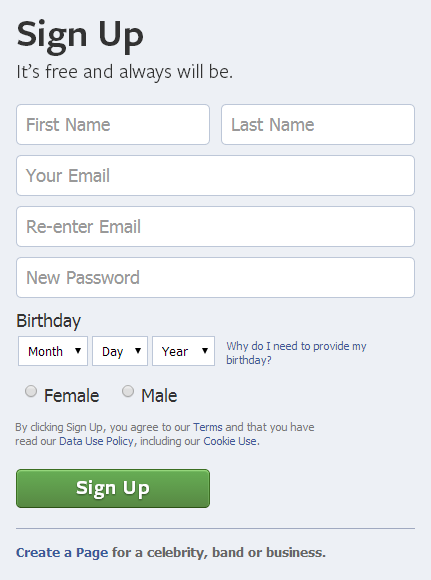 Sign Up
It's free and always will be.
First Name Last Name
Your Email
Re-enter Email
New Password
Birthday
Month Day Year Why do I need to provide my
birthday?
Female Male
By clicking Sign Up, you agree to our Terms and that you have
read our Data Use Policy, including our Cookie Use.
Sign Up
Create a Page for a celebrity, band or business.